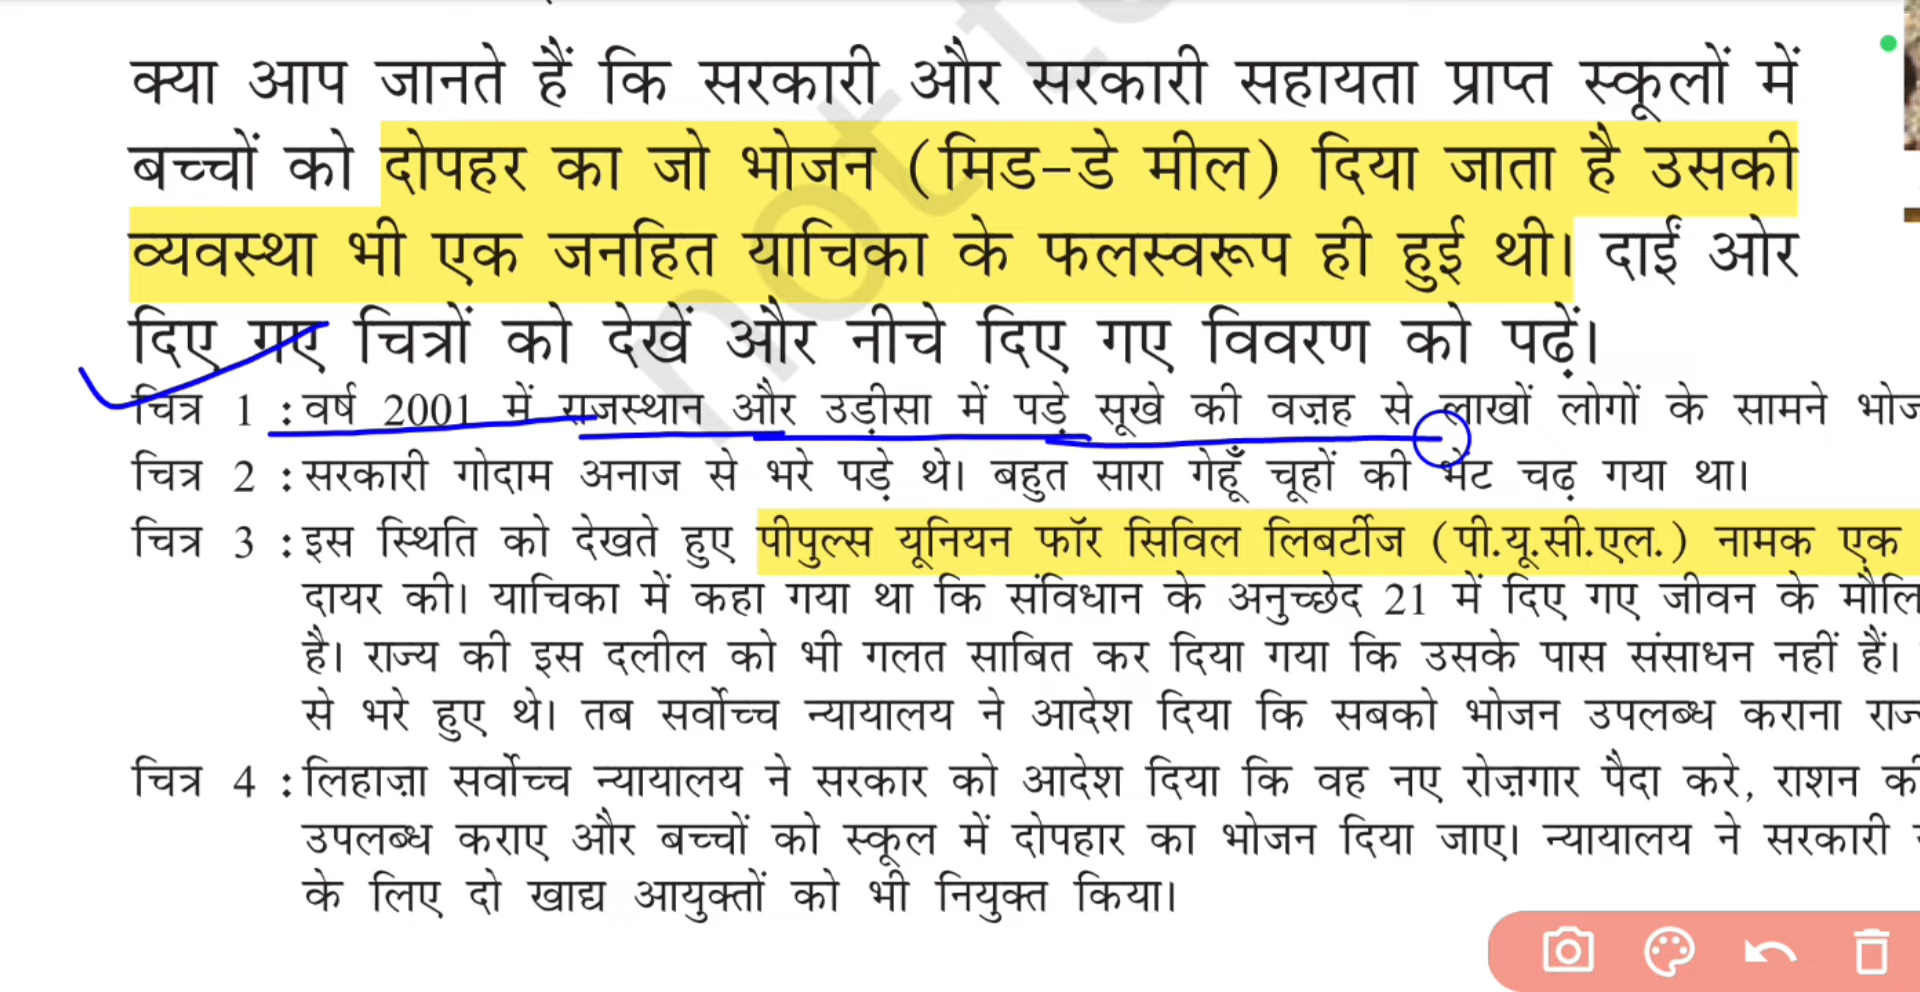 क्या आप जानते हैं कि सरकारी और सरकारी सहायता प्राप्त स्कूलों में
बच्चों को दोपहर का जो भोजन (मिड-डे मील) दिया जाता है उसकी
व्यवस्था भी एक जनहित याचिका के फलस्वरूप ही हुई थी। दाईं ओर
दिए गए चित्रों को देखें और नीचे दिए गए विवरण को पढ़ें।
चित्र 1 : वर्ष 2001 में राजस्थान और उड़ीसा में पड़े सूखे की वज़ह से लाखों लोगों के सामने
चित्र 2 : सरकारी गोदाम अनाज से भरे पड़े थे। बहुत सारा गेहूँ चूहों की भेंट चढ़ गया था।
चित्र 3 : इस स्थिति को देखते हुए पीपुल्स यूनियन फॉर सिविल लिबर्टीज (पी.यू.सी.एल.) नामक एक
दायर की। याचिका में कहा गया था कि संविधान के अनुच्छेद 21 में दिए गए जीवन के
है। राज्य की इस दलील को भी गलत साबित कर दिया गया कि उसके पास संसाधन नहीं हैं।
से भरे हुए थे। तब सर्वोच्च न्यायालय ने आदेश दिया कि सबको भोजन उपलब्ध कराना
चित्र 4 : लिहाज़ा सर्वोच्च न्यायालय ने सरकार को आदेश दिया कि वह नए रोज़गार पैदा करे, राशन
उपलब्ध कराए और बच्चों को स्कूल में दोपहार का भोजन दिया जाए। न्यायालय ने सरकारी
के लिए दो खाद्य आयुक्तों को भी नियुक्त किया।
not t